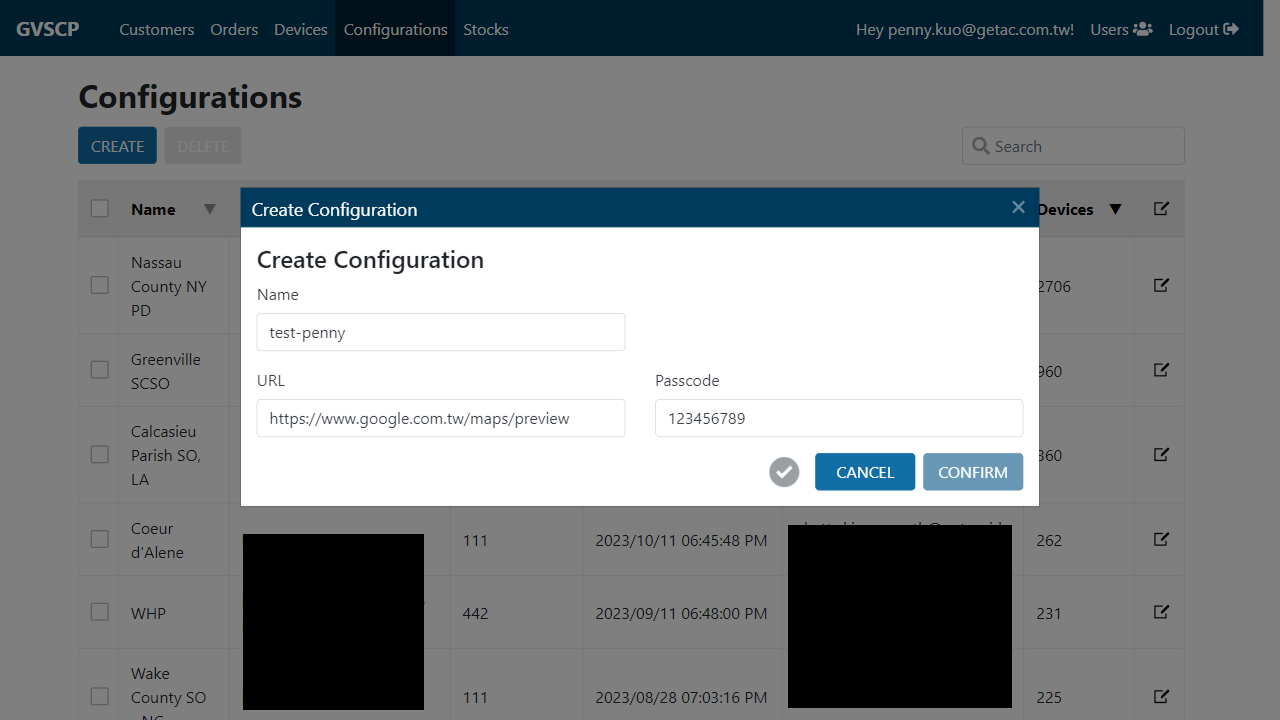 GVSCP Customers Orders Devices Configurations Stocks Hey penny.kuo@getac.com.tw! Users Logout
Configurations
CREATE DELETE Search
Name Devices
Create Configuration
Create Configuration
Name
test-penny
URL Passcode
https://www.google.com.tw/maps/preview 123456789
CANCEL CONFIRM
Nassau
County NY
PD
2706
Greenville
SCSO
960
Calcasieu
Parish SO,
LA
360
Coeur
d'Alene
111 2023/10/11 06:45:48 PM 262
WHP 442 2023/09/11 06:48:00 PM 231
Wake
County SO
111 2023/08/28 07:03:16 PM 225